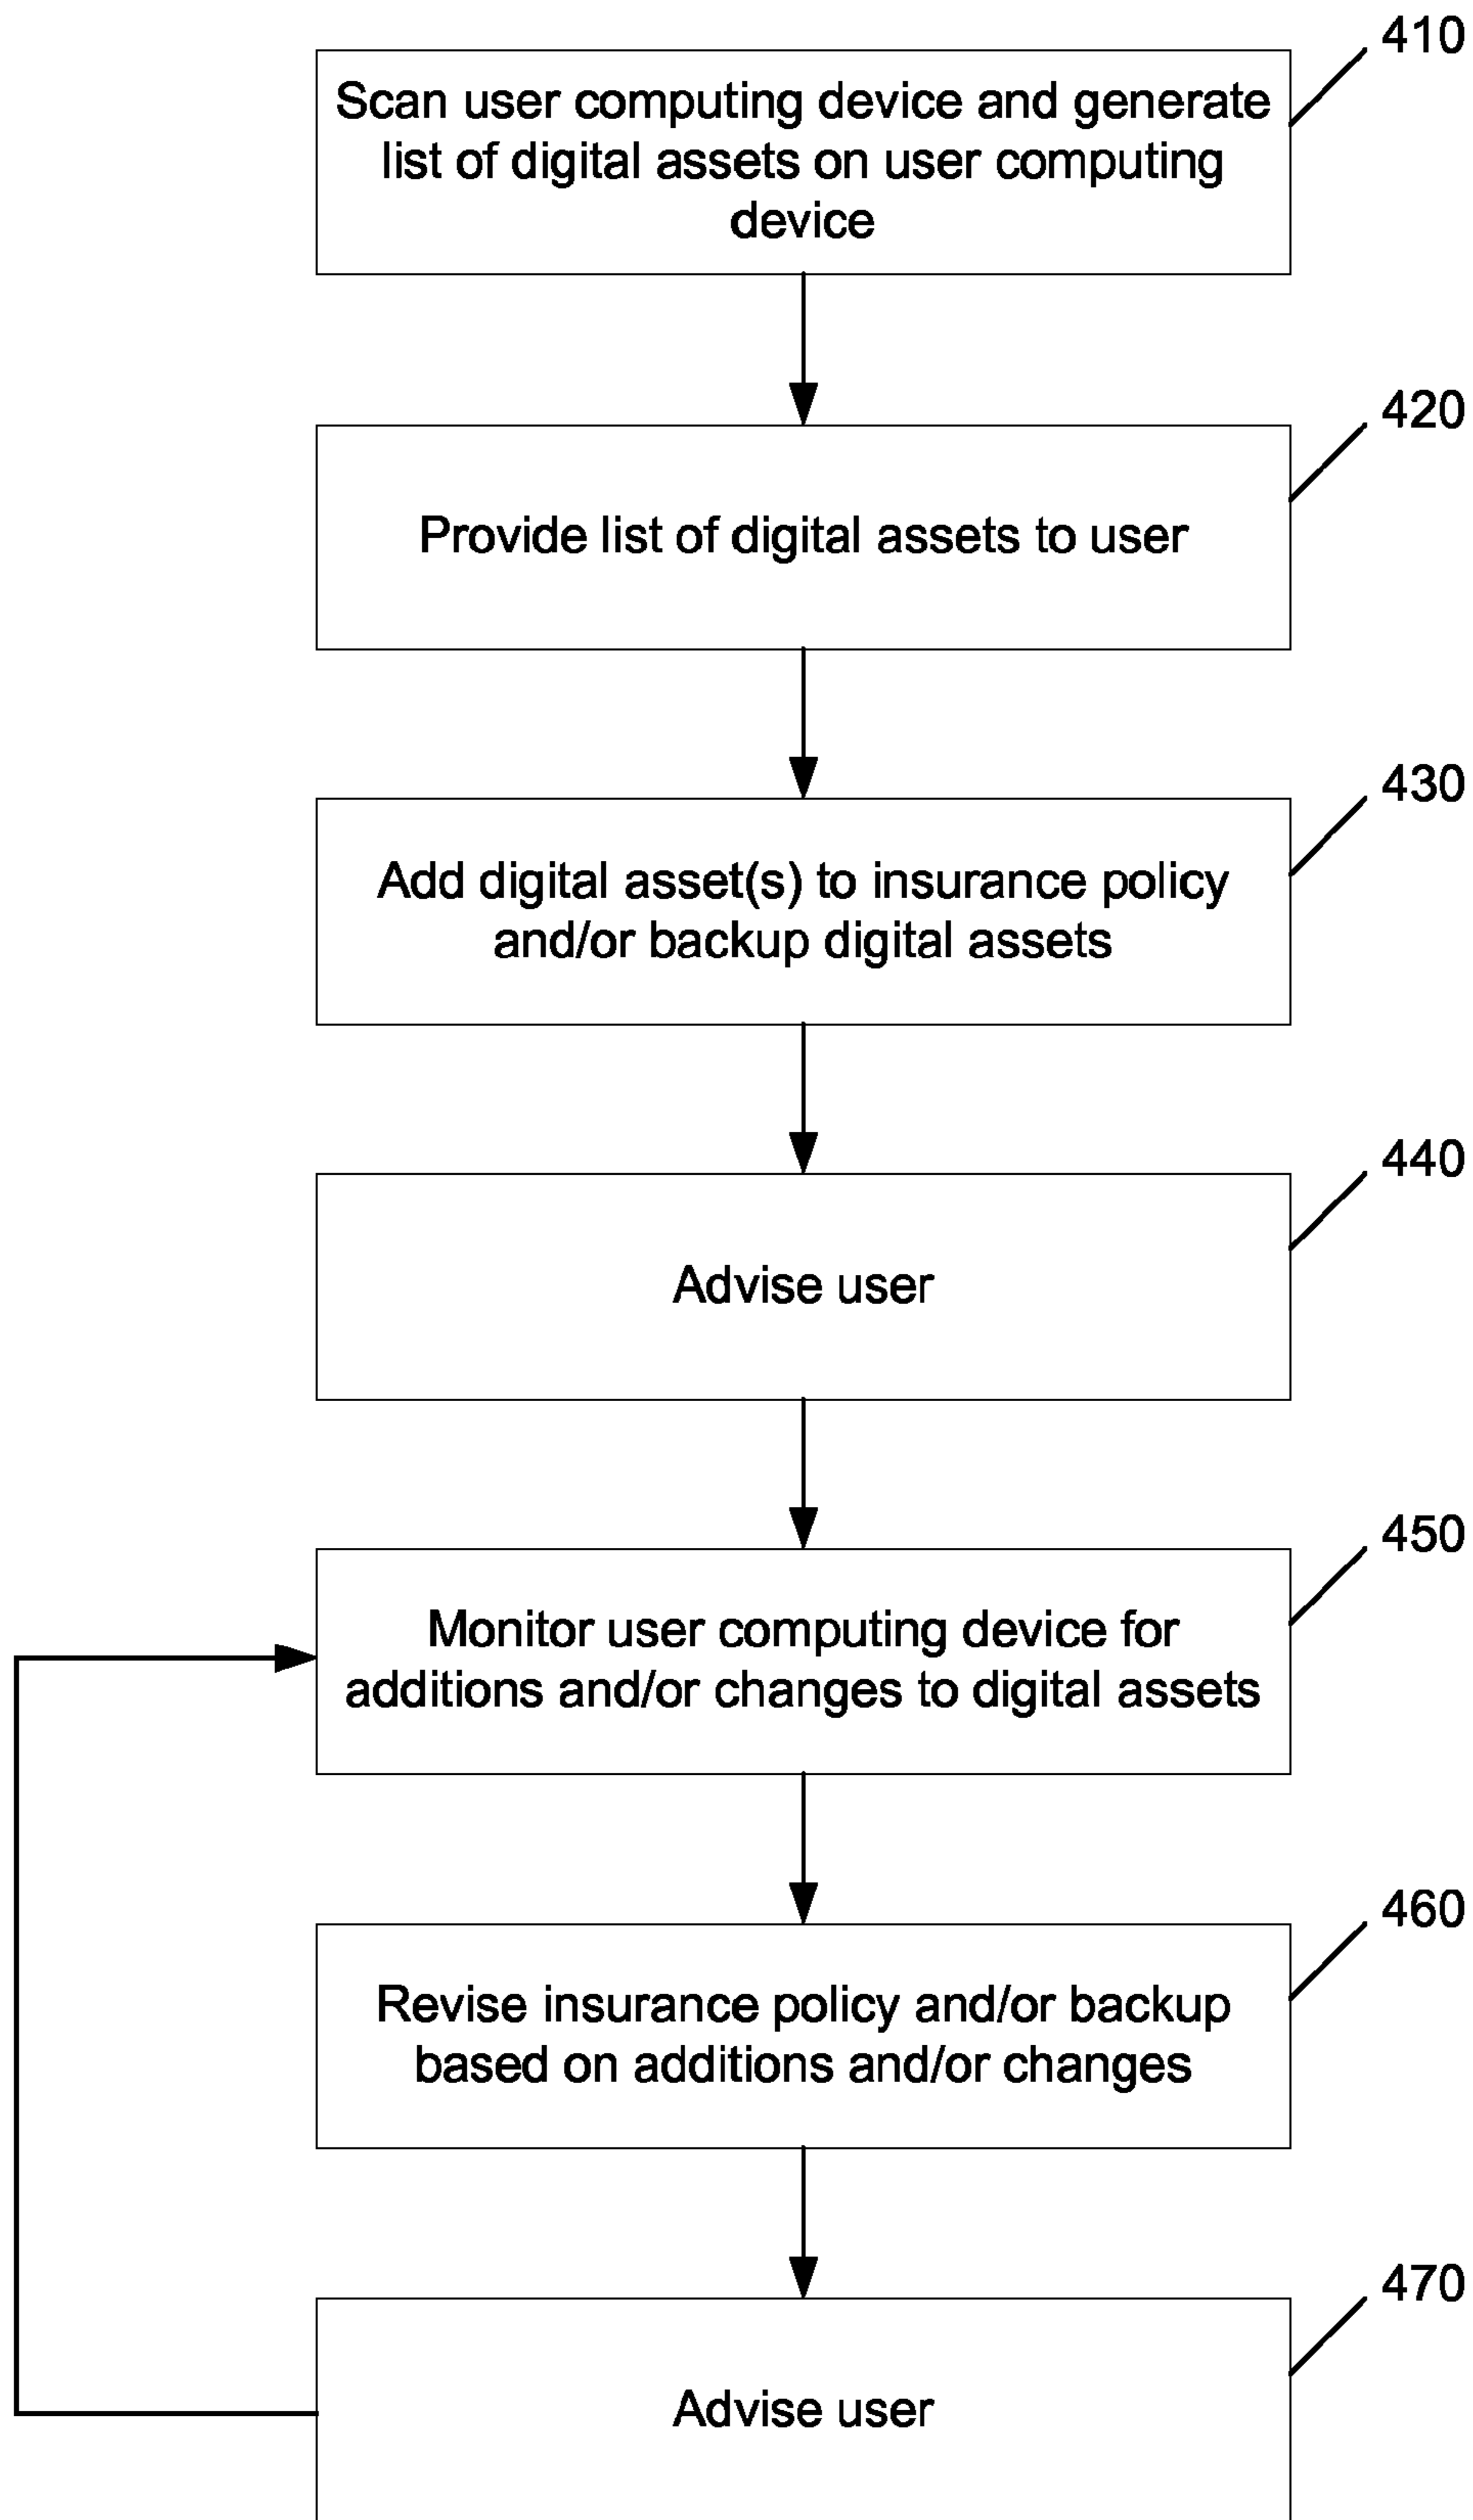 410
Scan user computing device and generate
list of digital assets on user computing
device
420
Provide list of digital assets to user
430
Add digital asset(s) to insurance policy
and/or backup digital assets
440
Advise user
450
Monitor user computing device for
additions and/or changes to digital assets
460
Revise insurance policy and/or backup
based on additions and/or changes
470
Advise user